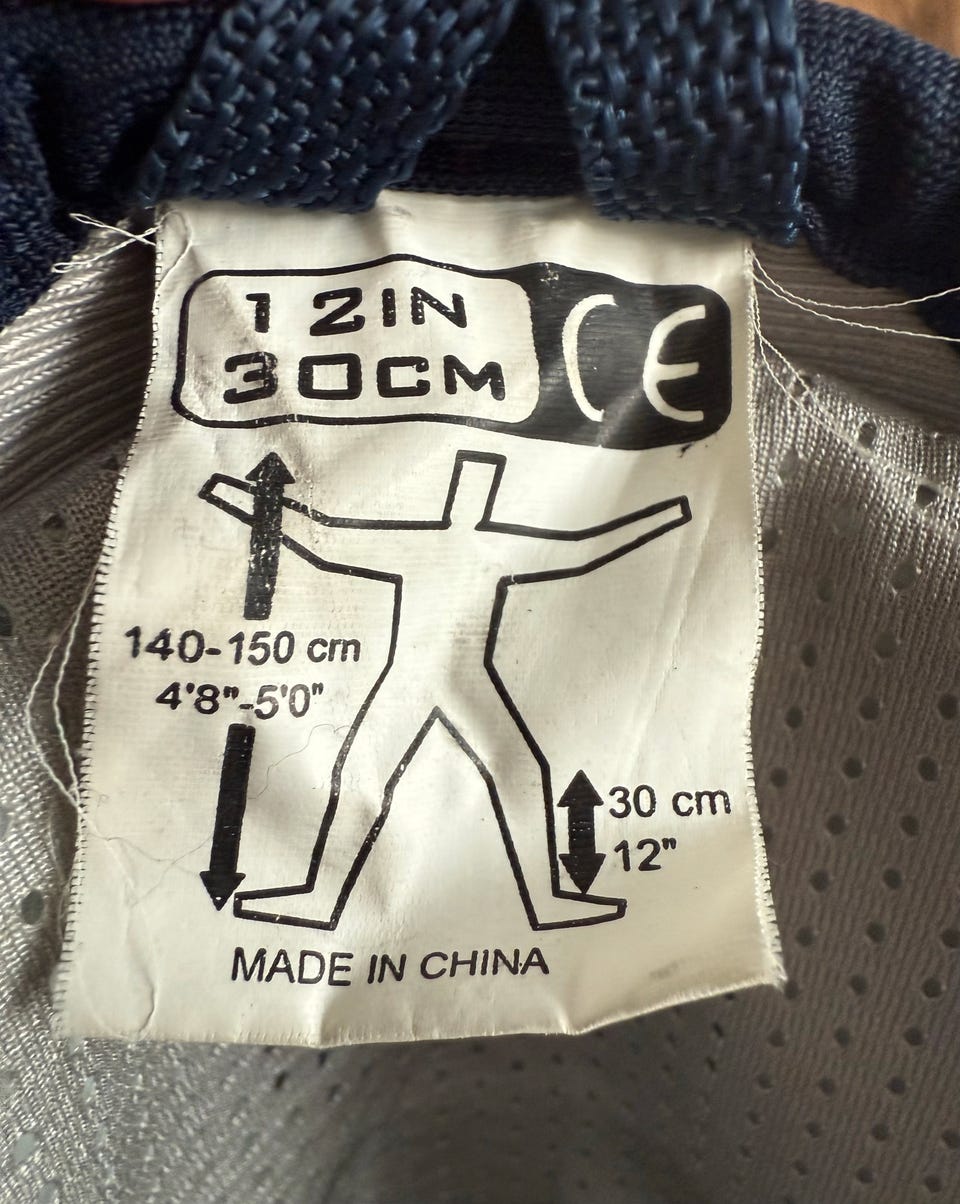 12IN
30CM
CE
140-150 cm
4'8"-5'0"
30 cm
12"
MADE IN CHINA